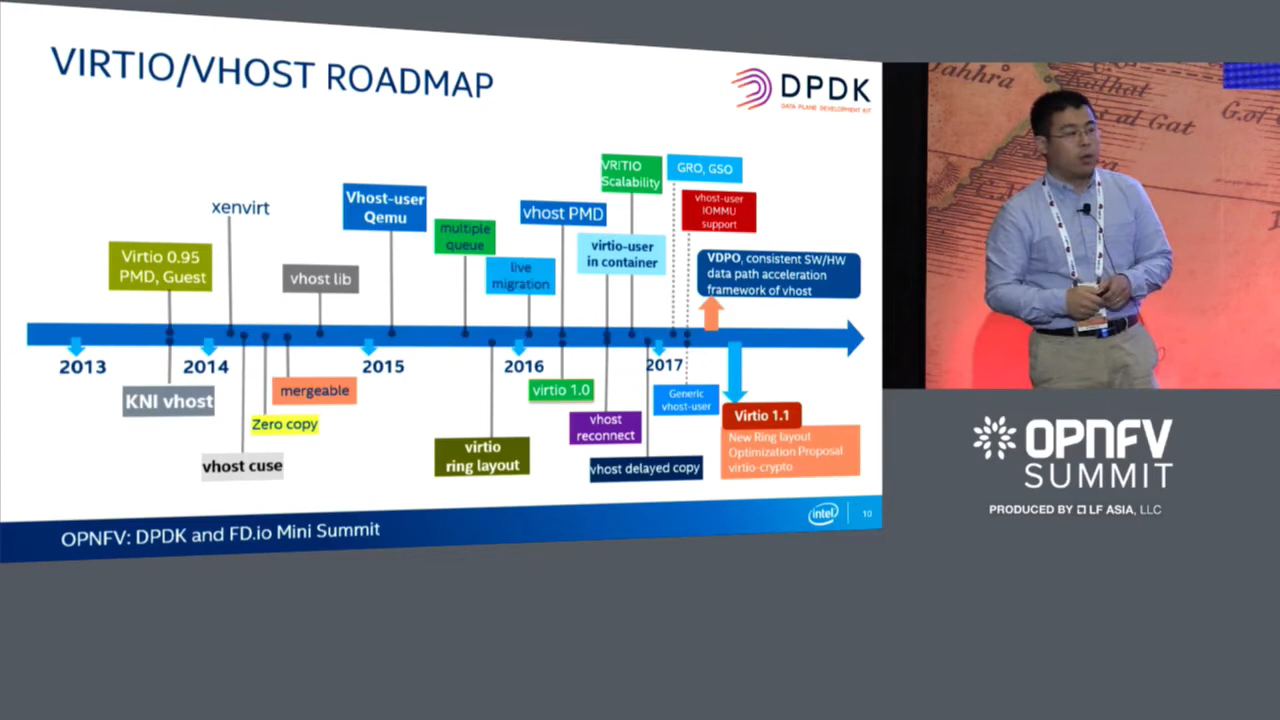 VIRTIO/VHOST ROADMAP
DPDK
DATA PLANE DEVELOPMENT KIT
VRITIO
Scalability
GRO, GSO
xenvirt
Vhost-user
Qemu
vhost PMD
vhost-user
IOMMU
support
multiple
queue
Virtio 0.95
PMD, Guest
vhost lib
live
migration
virtio-user
in container
VDPO, consistent SW/HW
data path acceleration
framework of vhost
2013
2014
2015
2016
2017
KNI vhost
mergeable
Zero copy
vhost cuse
virtio
ring layout
virtio 1.0
vhost
reconnect
vhost delayed copy
Generic
vhost-user
Virtio 1.1
New Ring layout
Optimization Proposal
virtio-crypto
OPNFV: DPDK and FD.io Mini Summit
intel
10
Kalhat
al Gat
G.of
OPNFV
SUMMIT
PRODUCED BY LF ASIA, LLC